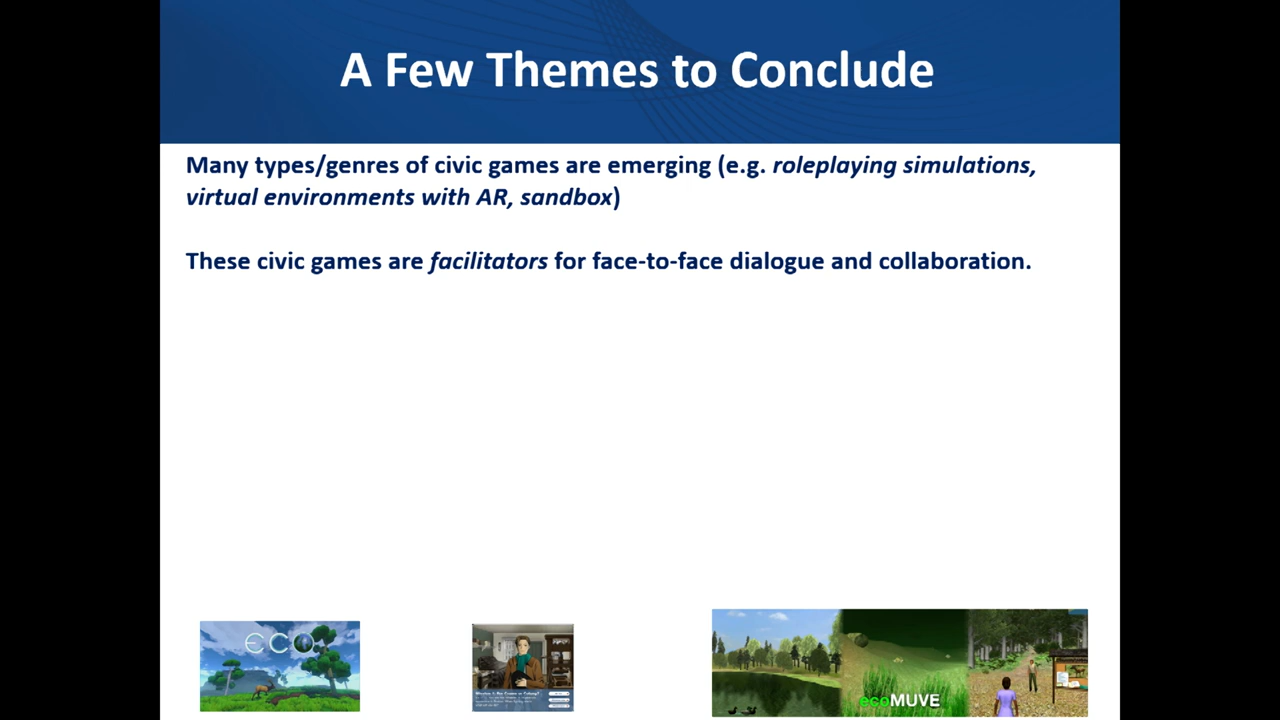 A Few Themes to Conclude
Many types/genres of civic games are emerging (e.g. roleplaying simulations,
virtual environments with AR, sandbox)
These civic games are facilitators for face-to-face dialogue and collaboration.
ECO
ecoMUVE